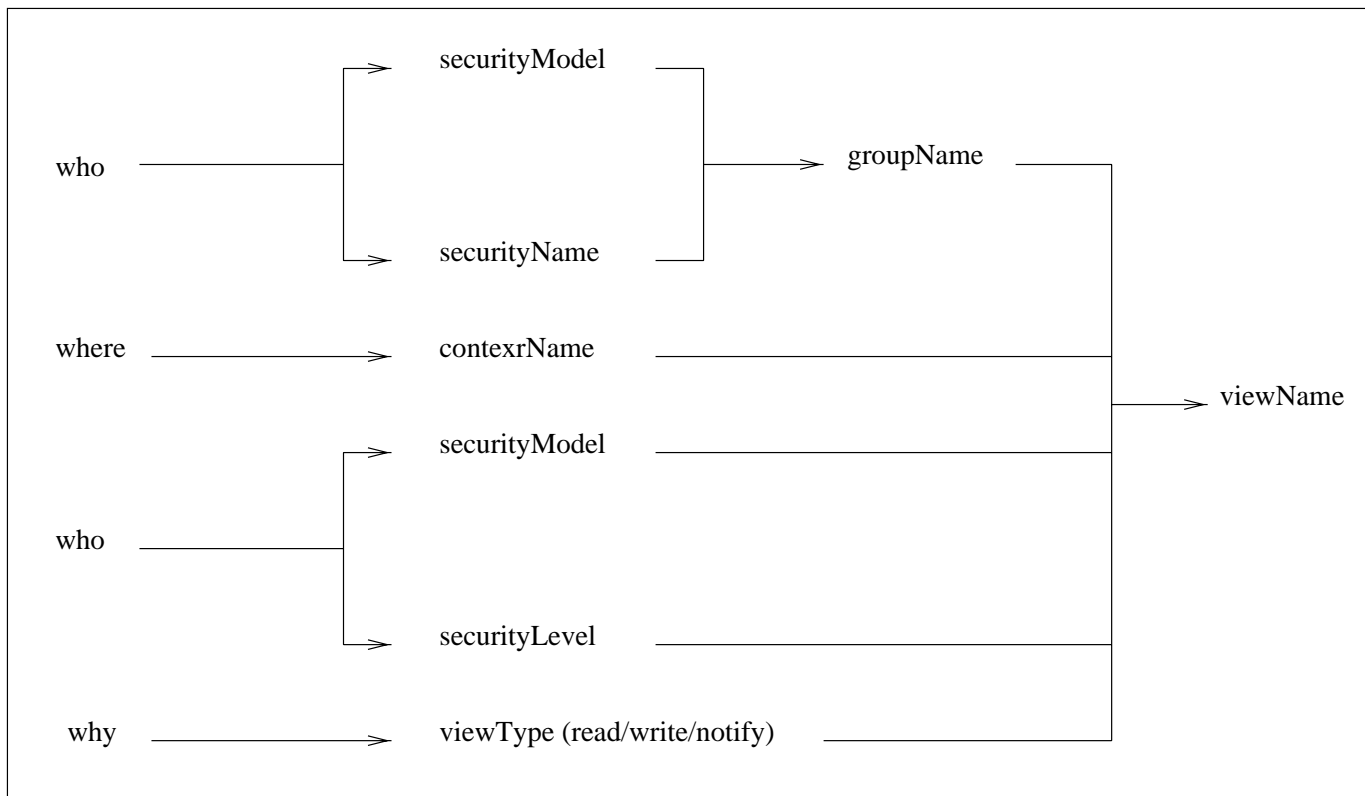 securityModel
who
groupName
securityName
where
contexrName
viewName
securityModel
who
securityLevel
why
viewType (read/write/notify)